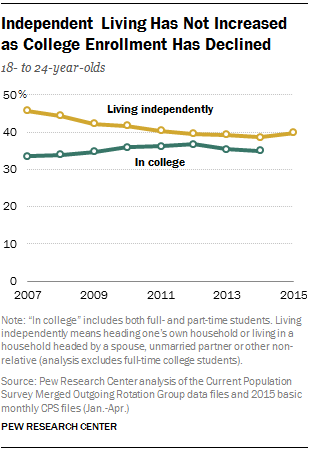 Independent Living Has Not Increased
as College Enrollment Has Declined
18- to 24-year-olds
50%
Living independently
40
In college
30
20
10
0
2007 2009 2011 2013 2015
Note: “In college” includes both full- and part-time students. Living
independently means heading one’s own household or living in a
household headed by a spouse, unmarried partner or other non-
relative (analysis excludes full-time college students).
Source: Pew Research Center analysis of the Current Population
Survey Merged Outgoing Rotation Group data files and 2015 basic
monthly CPS files (Jan.-Apr.)
PEW RESEARCH CENTER